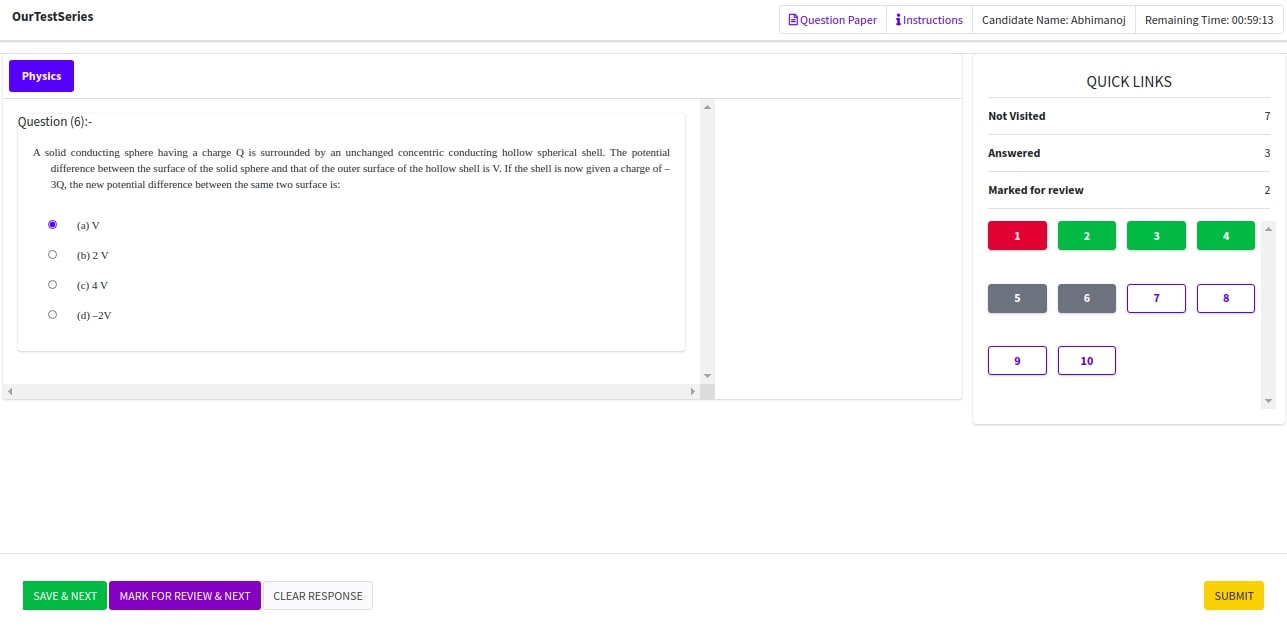 OurTestSeries
Question Paper
Instructions
Candidate Name: Abhimanoj
Remaining Time: 00:59:13
Physics
Question (6):-
A solid conducting sphere having a charge Q is surrounded by an unchanged concentric conducting hollow spherical shell. The potential
difference between the surface of the solid sphere and that of the outer surface of the hollow shell is V. If the shell is now given a charge of –
3Q, the new potential difference between the same two surface is:
(a) V
(b) 2 V
(c) 4 V
(d) –2V
QUICK LINKS
Not Visited 7
Answered 3
Marked for review 2
1 2 3 4
5 6 7 8
9 10
SAVE & NEXT
MARK FOR REVIEW & NEXT
CLEAR RESPONSE
SUBMIT